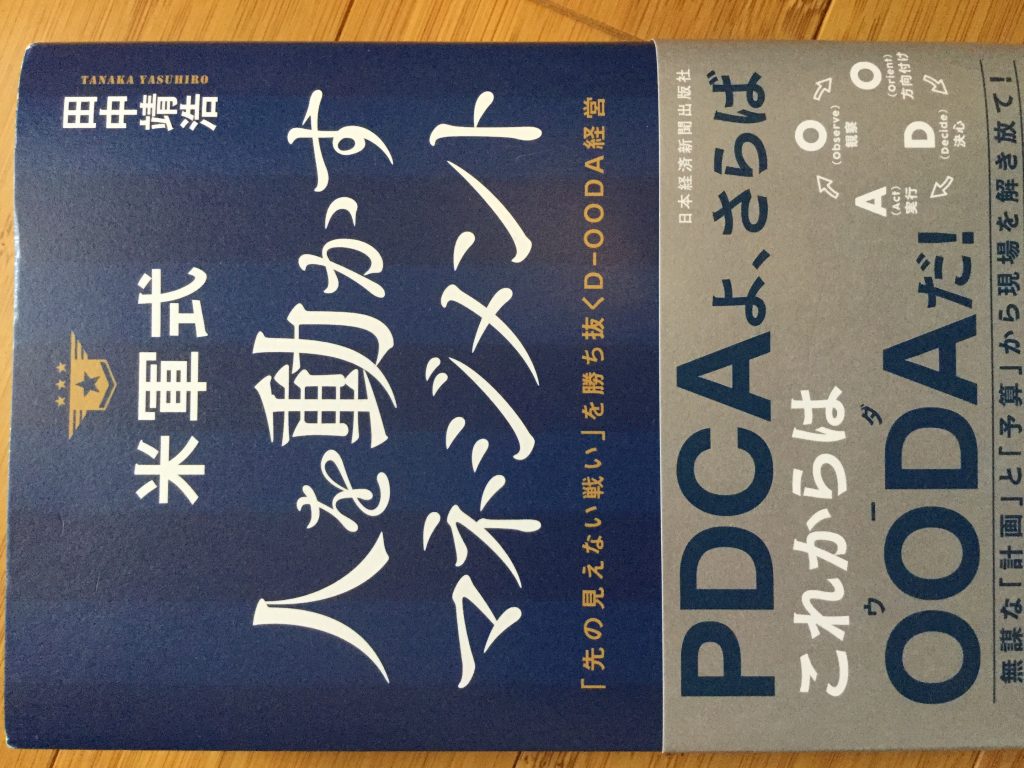 TANAKA YASUHIRO
田中靖浩
米軍式
人を動かす
マネジメント
「先の見えない戦い」を勝ち抜くD-OODA経営
日本経済新聞出版社
PDCAよ、さらば
これからは
ウーダ
OODAだ!
O
(Observe)
観察
O
(orient)
方向付け
D
(Decide)
決心
A
(Act)
実行
無謀な「計画」と「予算」から現場を解き放て!